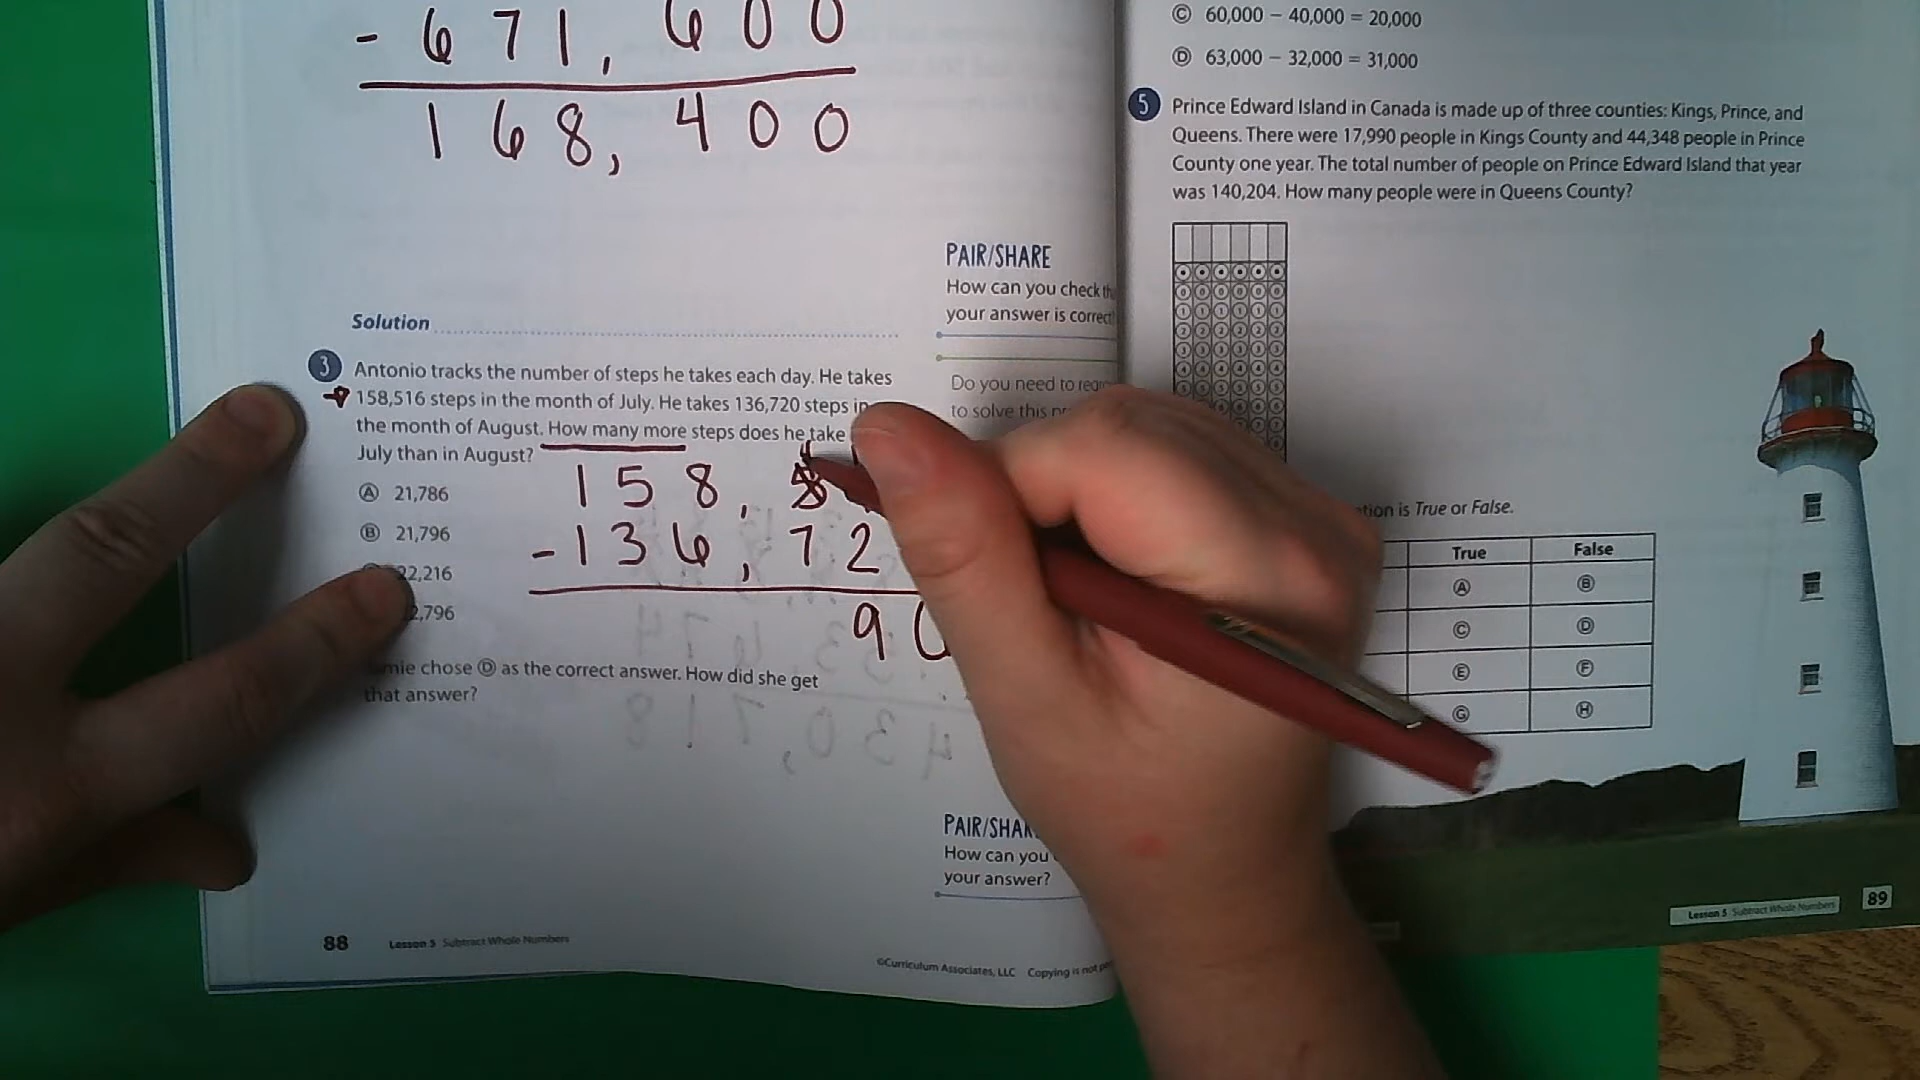 - 671,600
168,400
Solution
PAIR/SHARE
How can you check
your answer is correct
3 Antonio tracks the number of steps he takes each day. He takes
158,516 steps in the month of July. He takes 136,720 steps in
the month of August. How many more steps does he take
July than in August?
Do you need to
to solve this
158,5
-136,72
90
Ⓐ 21,786
Ⓑ 21,796
22,216
2,796
chose Ⓓ as the correct answer. How did she get
that answer?
PAIR/SHARE
How can you
your answer?
88 Lesson 5 Subtract Whole Numbers
©Curriculum Associates, LLC Copying is not
Ⓒ 60,000 − 40,000 = 20,000
Ⓓ 63,000 − 32,000 = 31,000
5 Prince Edward Island in Canada is made up of three counties: Kings, Prince, and
Queens. There were 17,990 people in Kings County and 44,348 people in Prince
County one year. The total number of people on Prince Edward Island that year
was 140,204. How many people were in Queens County?
is True or False.
True False
Ⓐ Ⓑ
Ⓒ Ⓓ
Ⓔ Ⓕ
Ⓖ Ⓗ
Lesson 5 Subtract Whole Numbers 89